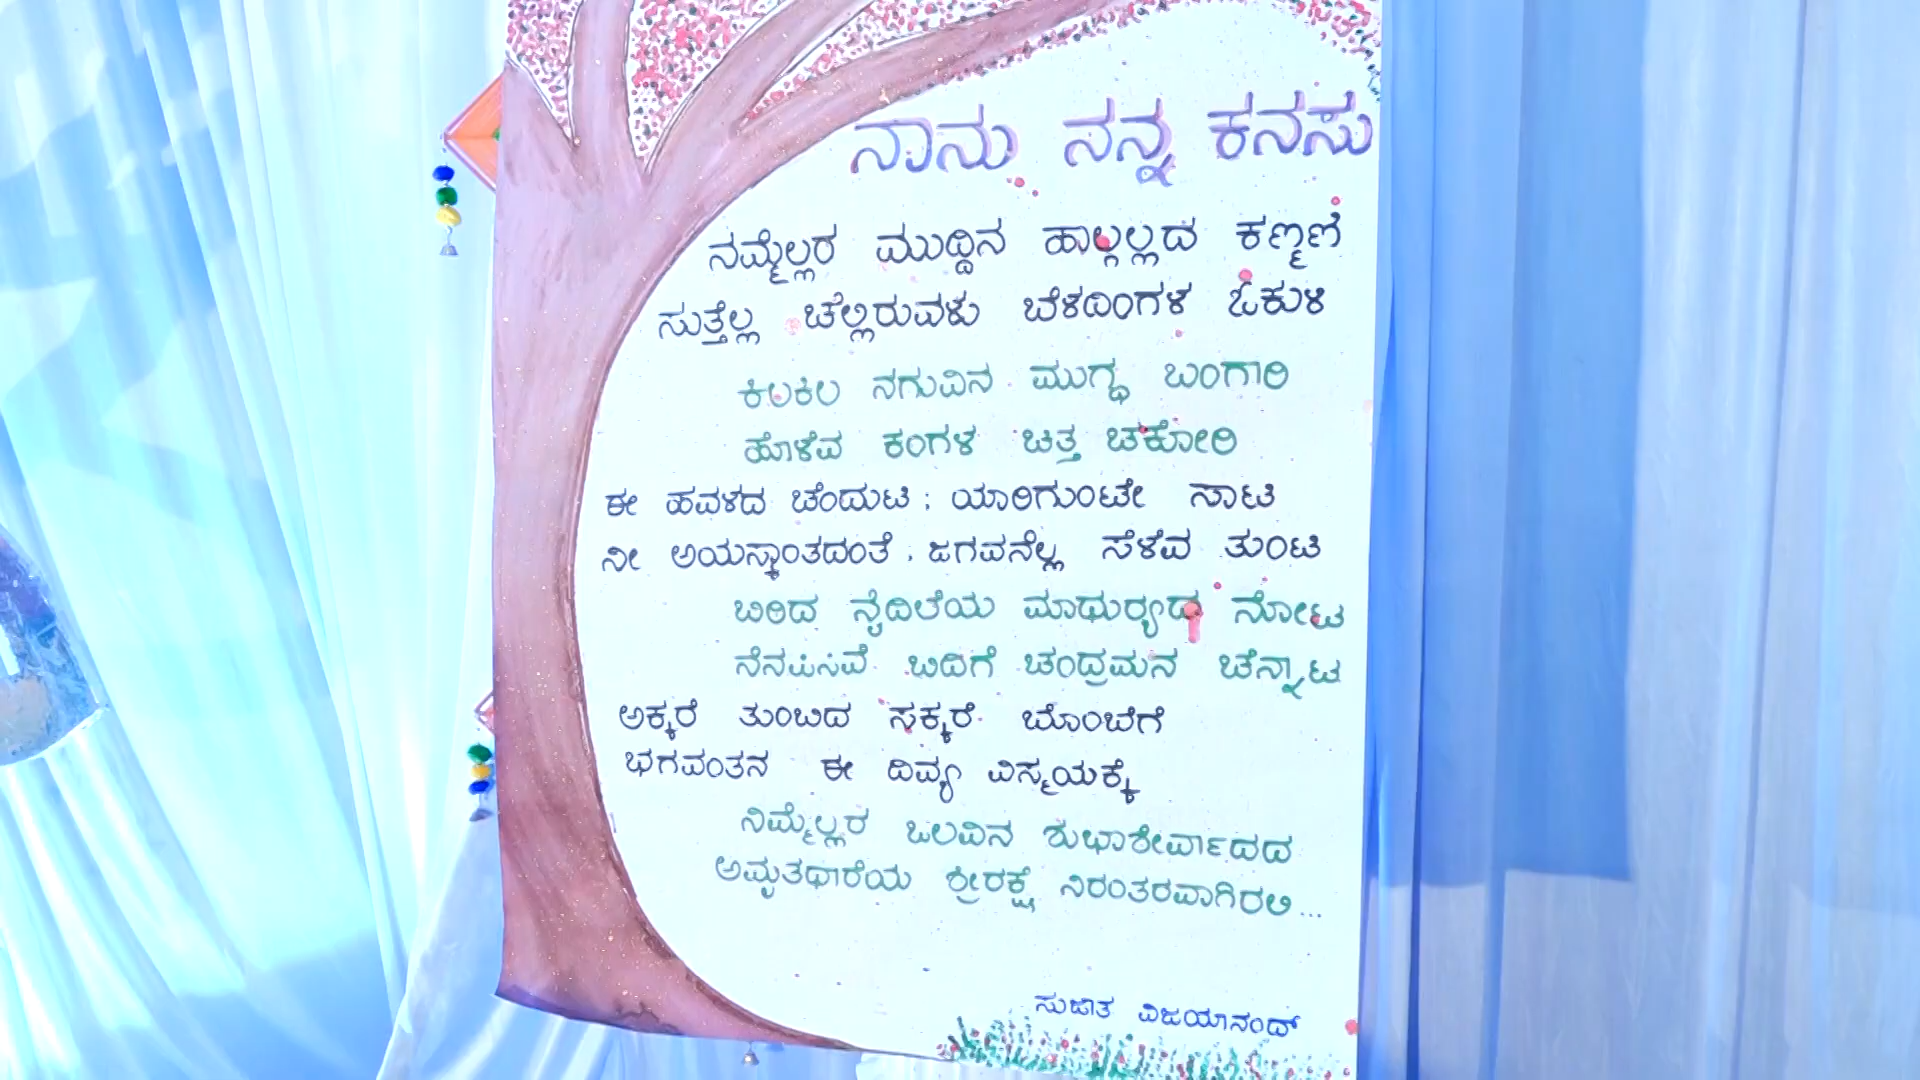 ನಾನು ನನ್ನ ಕನಸು
ನಮ್ಮೆಲ್ಲರ ಮುದ್ದಿನ ಹಾಲ್ಗಲ್ಲದ ಕಣ್ಮಣಿ
ಸುತ್ತೆಲ್ಲ ಚೆಲ್ಲಿರುವಳು ಬೆಳದಿಂಗಳ ಓಕುಳಿ
ಕಿಲಕಿಲ ನಗುವಿನ ಮುಗ್ಧ ಬಂಗಾರಿ
ಹೊಳೆವ ಕಂಗಳ ಚಿತ್ತ ಚಕೋರಿ
ಈ ಹವಳದ ಚೆಂದುಟಿ ; ಯಾರಿಗುಂಟೇ ಸಾಟಿ
ನೀ ಅಯಸ್ಕಾಂತದಂತೆ , ಜಗವನೆಲ್ಲ ಸೆಳೆವ ತುಂಟಿ
ಬಿರಿದ ನೈದಿಲೆಯ ಮಾಧುರ‍್ಯದ ನೋಟ
ನೆನಪಿಸಿವೆ ಬಿದಿಗೆ ಚಂದ್ರಮನ ಚೆನ್ನಾಟ
ಅಕ್ಕರೆ ತುಂಬಿದ ಸಕ್ಕರೆ ಬೊಂಬೆಗೆ
ಭಗವಂತನ ಈ ದಿವ್ಯ ವಿಸ್ಮಯಕ್ಕೆ
ನಿಮ್ಮೆಲ್ಲರ ಒಲವಿನ ಶುಭಾಶೀರ್ವಾದದ
ಅಮೃತಧಾರೆಯ ಶ್ರೀರಕ್ಷೆ ನಿರಂತರವಾಗಿರಲಿ...
ಸುಜಾತ ವಿಜಯಾನಂದ್